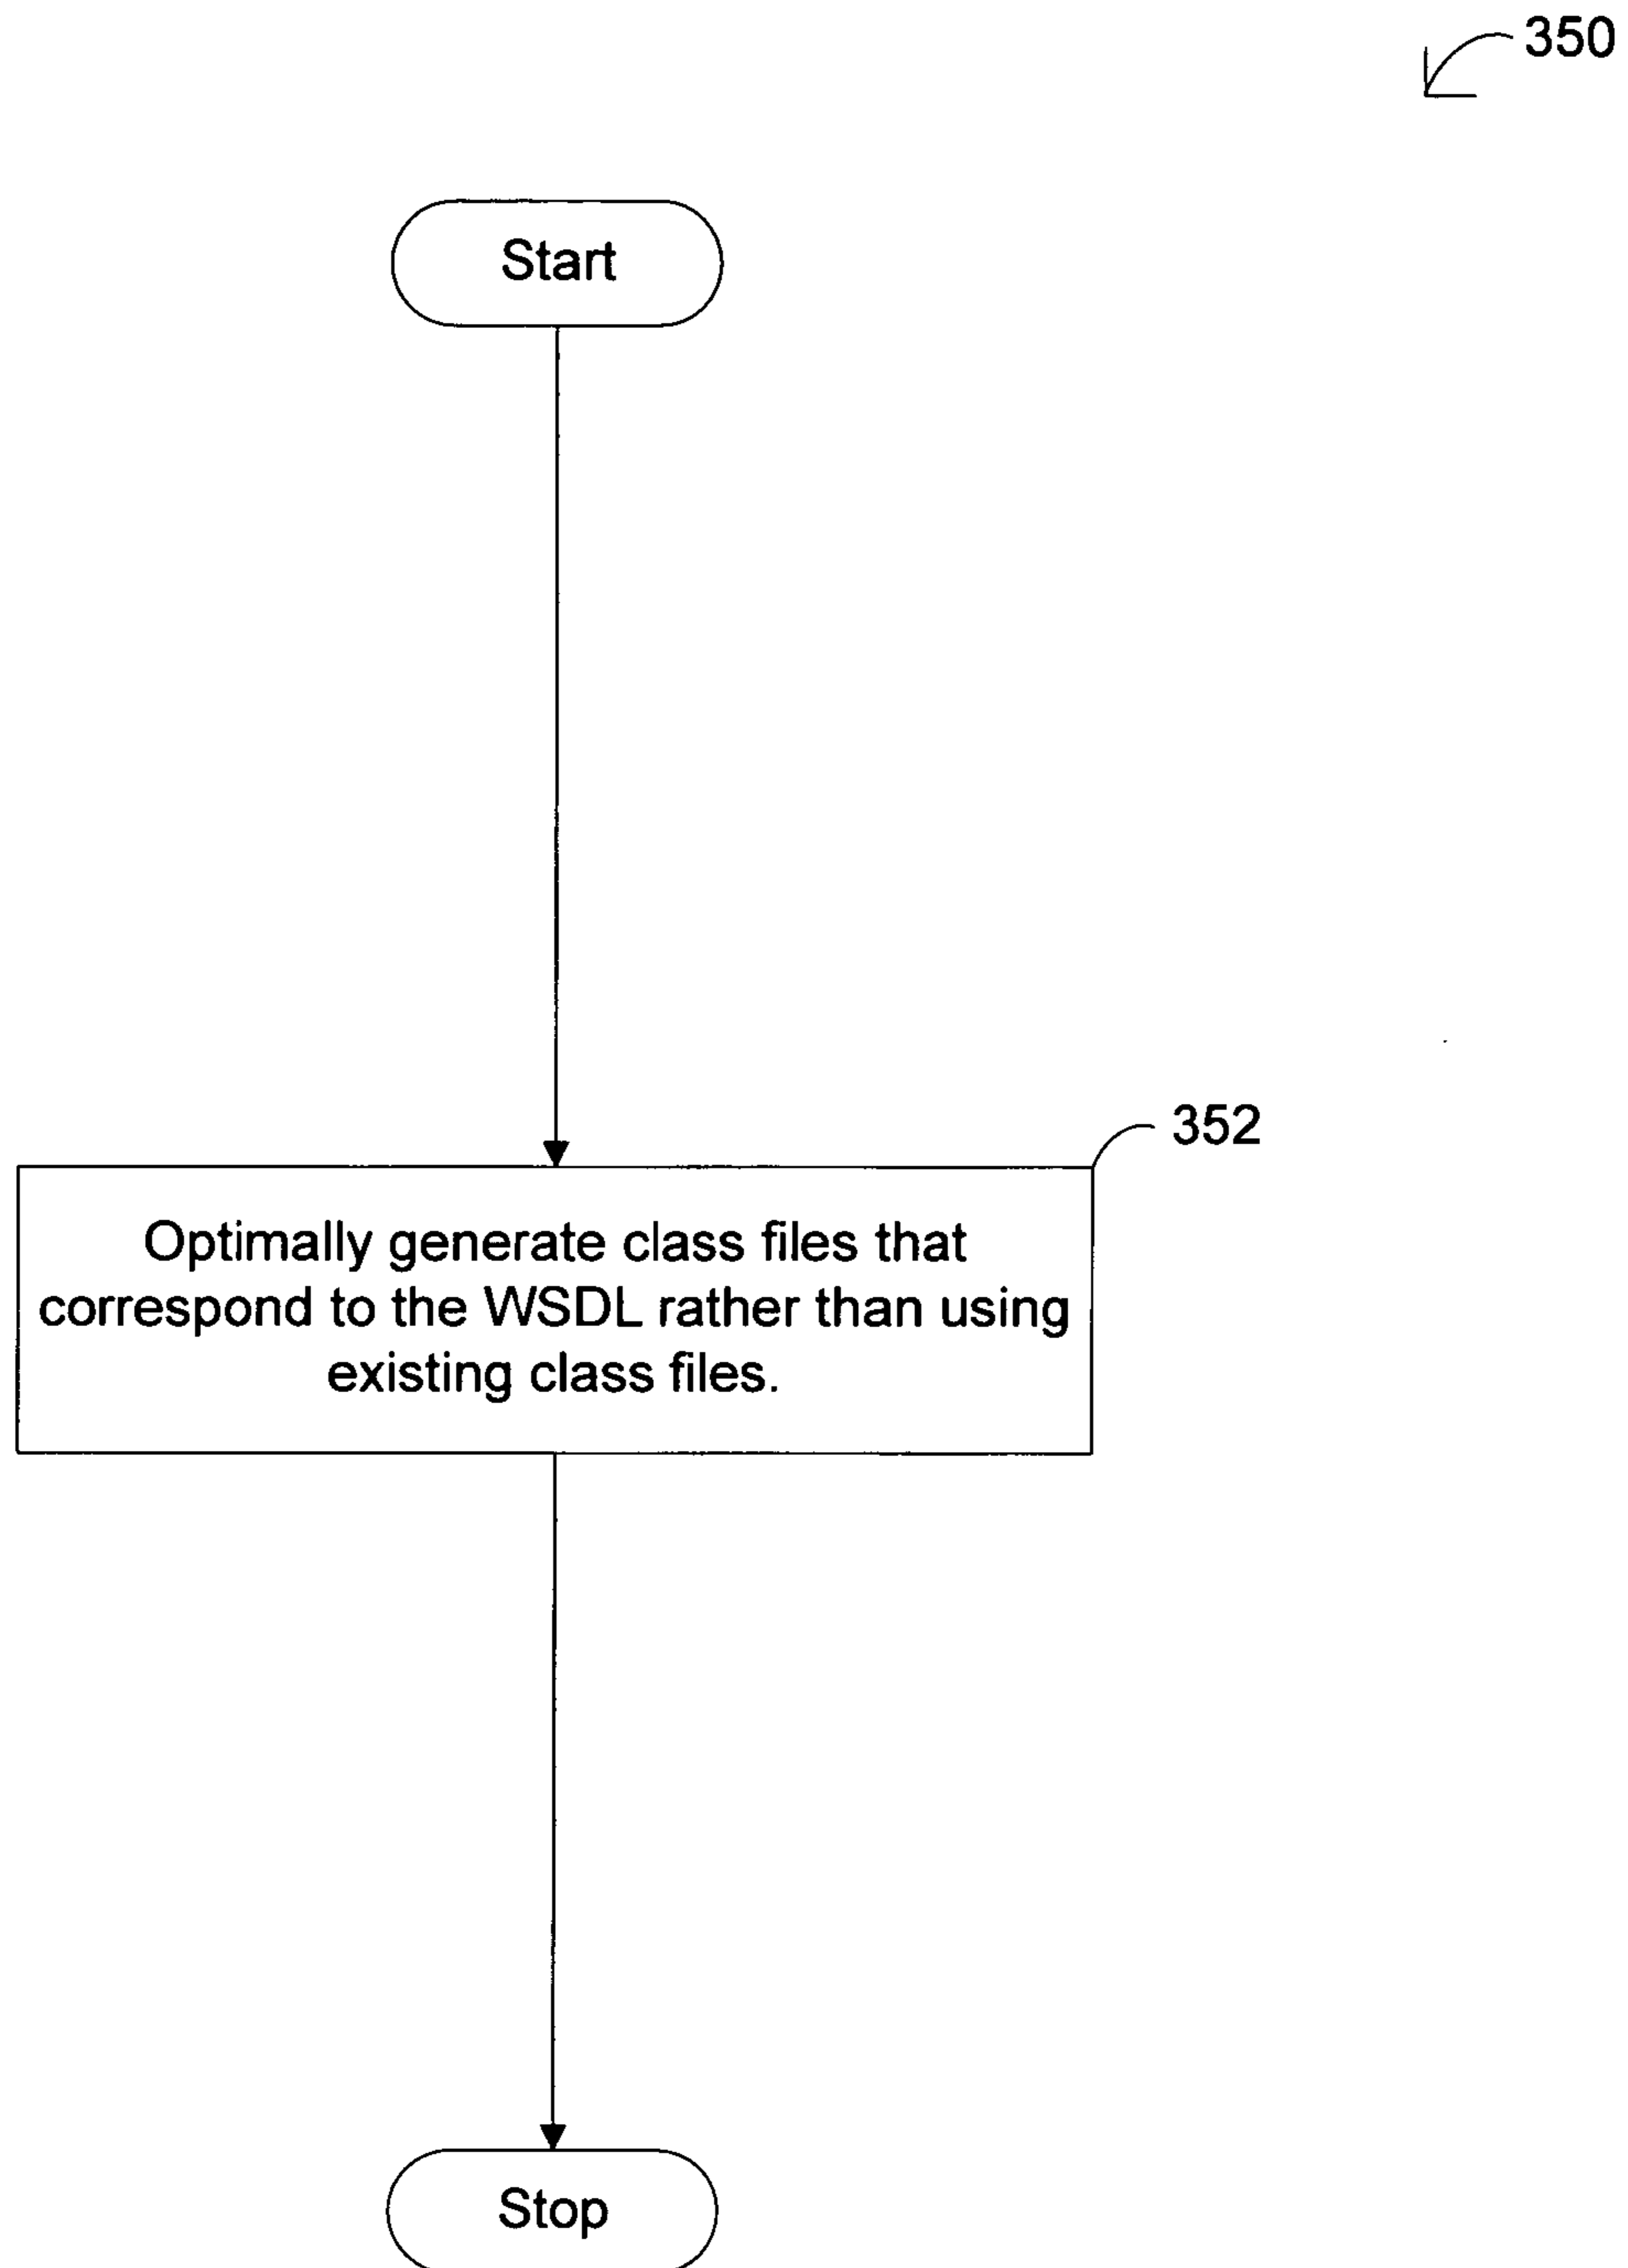 350
Start
352
Optimally generate class files that
correspond to the WSDL rather than using
existing class files.
Stop